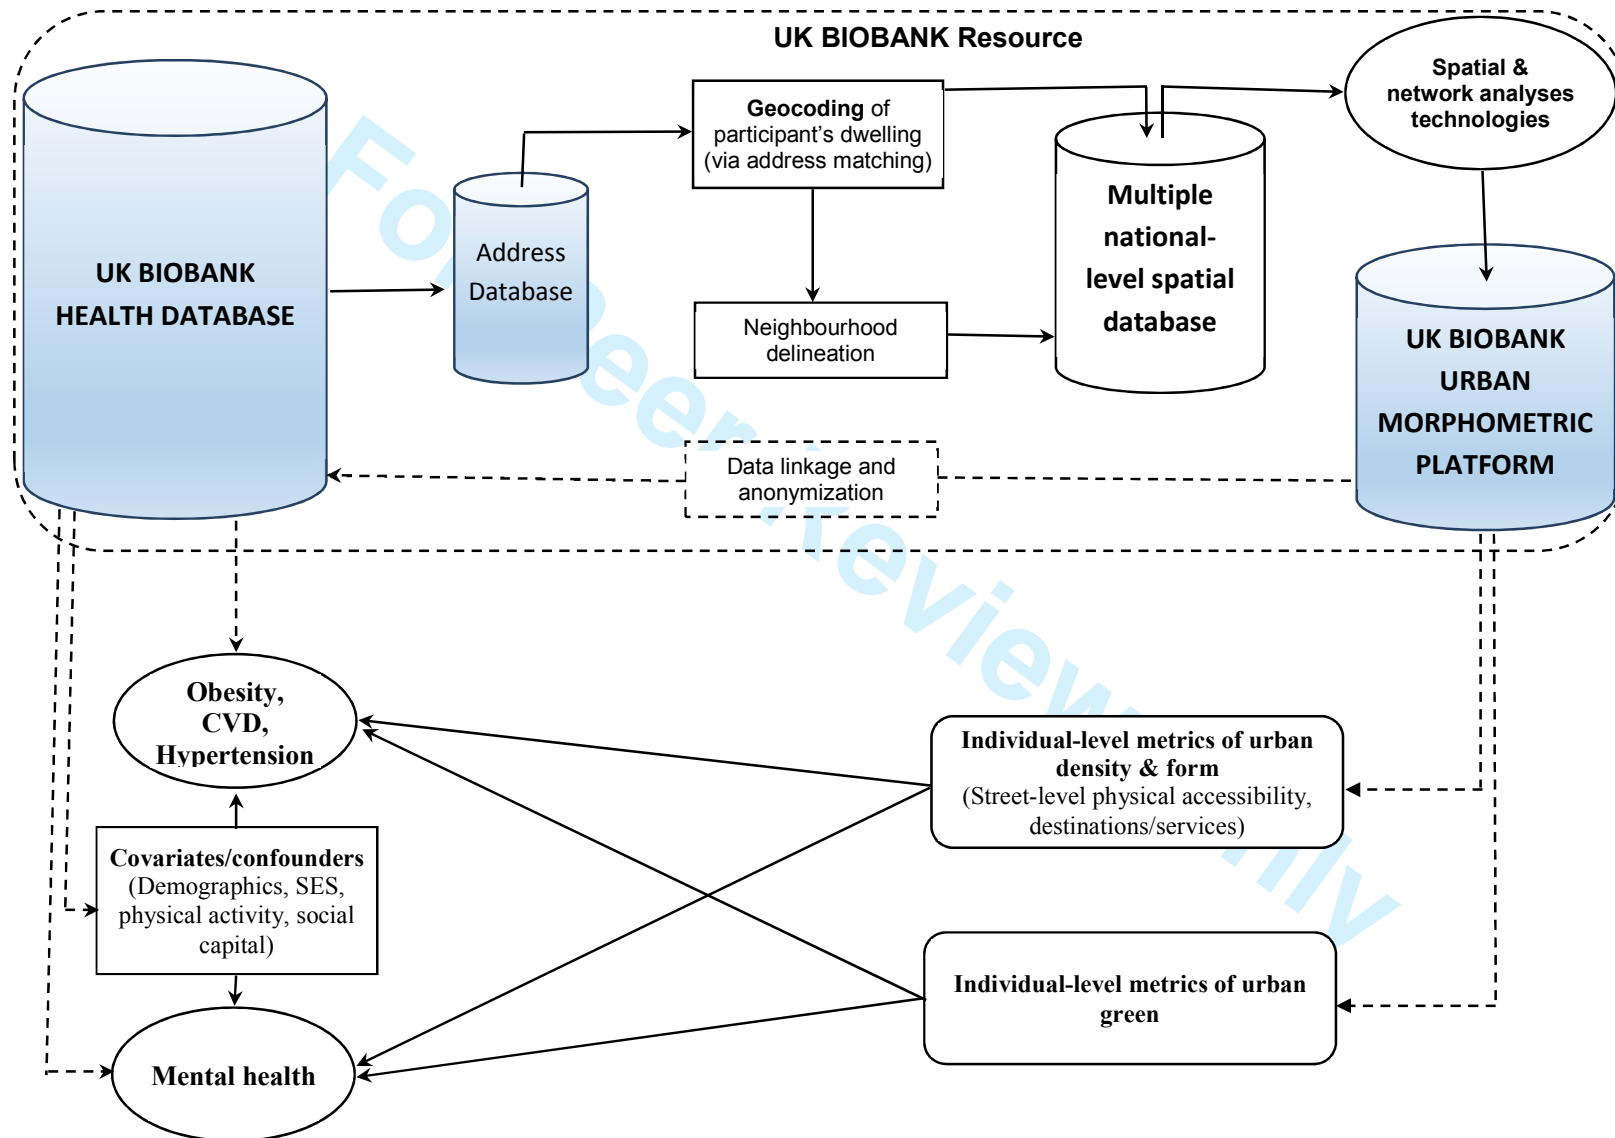 UK BIOBANK Resource
UK BIOBANK
HEALTH DATABASE
Address
Database
Geocoding of
participant's dwelling
(via address matching)
Neighbourhood
delineation
Multiple
national-
level spatial
database
Spatial &
network analyses
technologies
UK BIOBANK
URBAN
MORPHOMETRIC
PLATFORM
Data linkage and
anonymization
Obesity,
CVD,
Hypertension
Covariates/confounders
(Demographics, SES,
physical activity, social
capital)
Mental health
Individual-level metrics of urban
density & form
(Street-level physical accessibility,
destinations/services)
Individual-level metrics of urban
green
For Peer Review Only